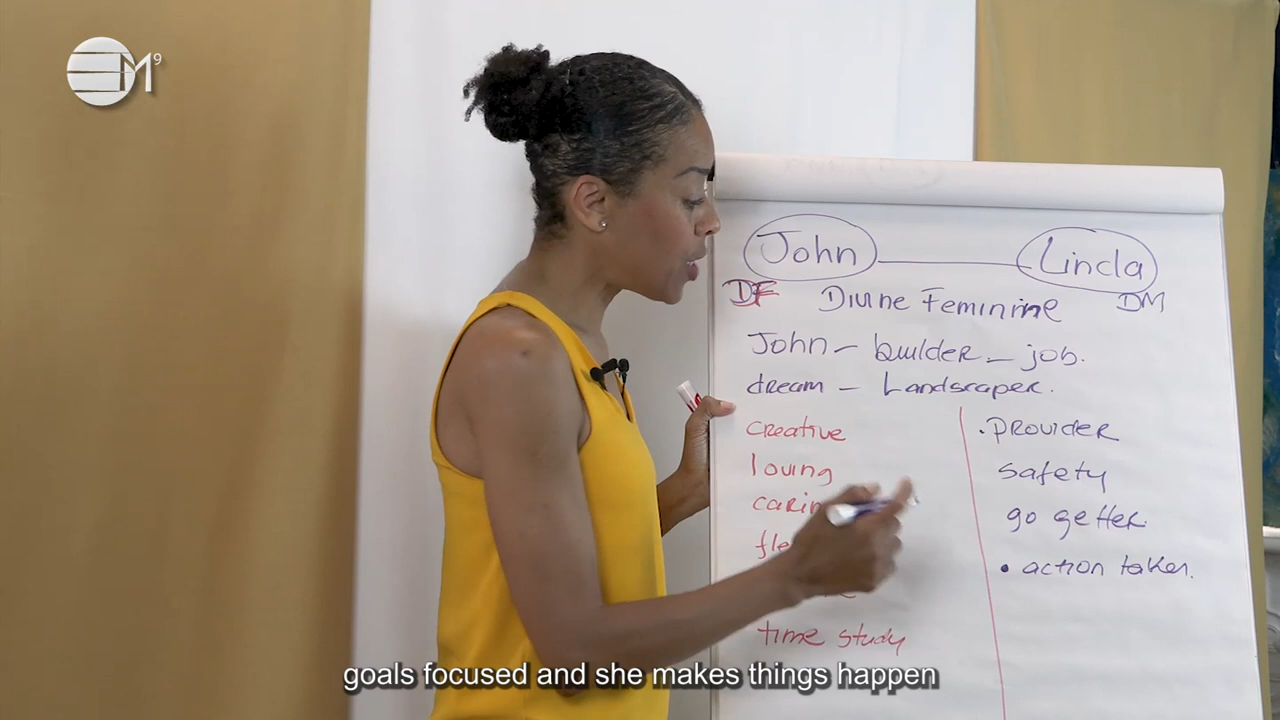 EM9
John Linda
DF Divine Feminine DM
John - builder - job.
dream - Landscaper.
creative
loving
time study
• Provider
safety
go getter.
• action taker.
goals focused and she makes things happen